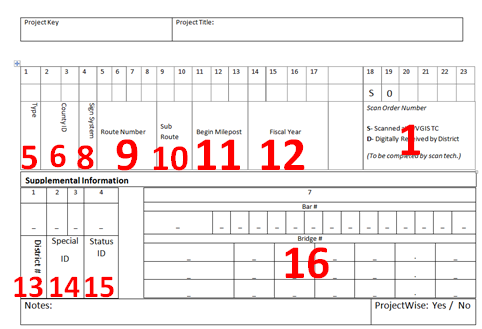 Project Key Project Title:
1 2 3 4 5 6 7 8 9 10 11 12 13 14 15 16 17 18 19 20 21 22 23
S 0
Type County ID Sign System Route Number Sub Route Begin Milepost Fiscal Year
Scan Order Number
S- Scanned at VGIS TC
D- Digitally Received by District
(To be completed by scan tech.)
5 6 8 9 10 11 12 1
Supplemental Information
1 2 3 4 7
Bar #
_ _ _ _ _ _ _ _ _ _ _ _ _ _ _ _ _
Bridge #
District # Special ID Status ID
13 14 15 16
Notes: ProjectWise: Yes / No